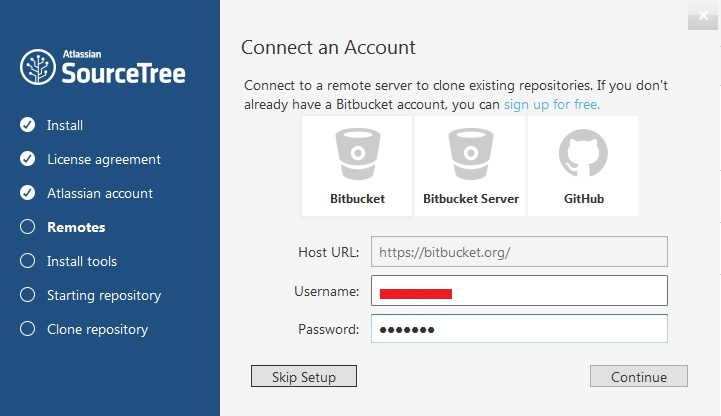 Atlassian
SourceTree
Install
License agreement
Atlassian account
Remotes
Install tools
Starting repository
Clone repository
Connect an Account
Connect to a remote server to clone existing repositories. If you don't
already have a Bitbucket account, you can sign up for free.
Bitbucket
Bitbucket Server
GitHub
Host URL: https://bitbucket.org/
Username:
Password: •••••••
Skip Setup
Continue